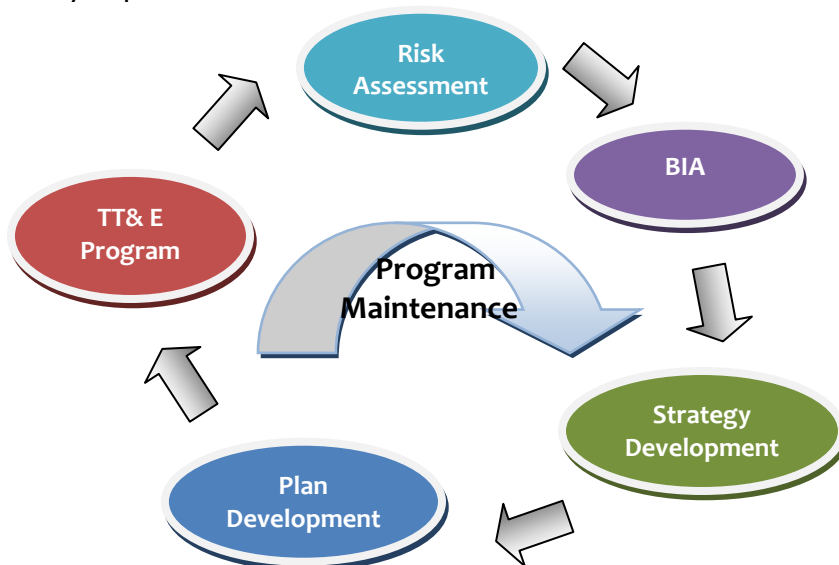 Risk
Assessment
BIA
TT& E
Program
Program
Maintenance
Strategy
Development
Plan
Development